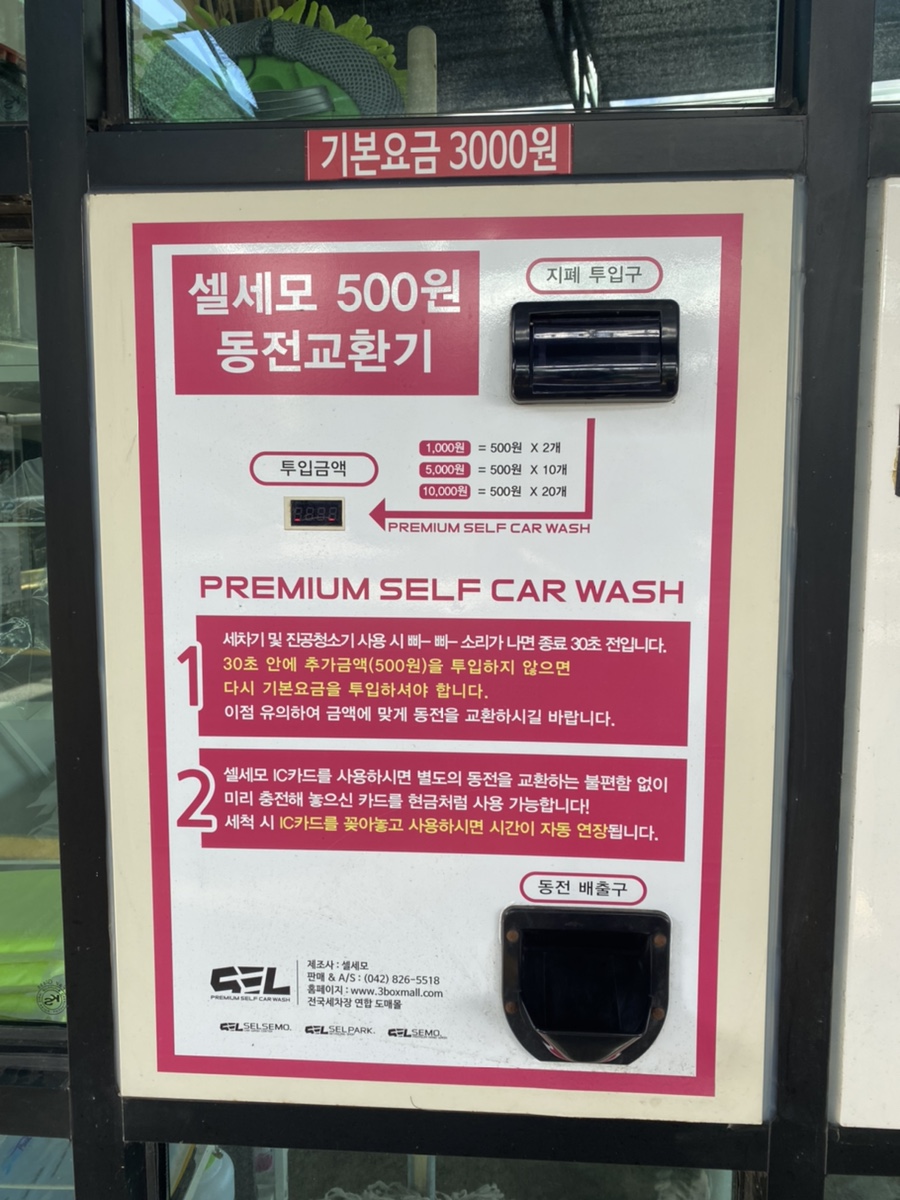 기본요금 3000원
셀세모 500원
동전교환기
지폐 투입구
1,000원 = 500원 X 2개
5,000원 = 500원 X 10개
10,000원 = 500원 X 20개
투입금액
PREMIUM SELF CAR WASH
PREMIUM SELF CAR WASH
1
세차기 및 진공청소기 사용 시 삐- 삐- 소리가 나면 종료 30초 전입니다.
30초 안에 추가금액(500원)을 투입하지 않으면
다시 기본요금을 투입하셔야 합니다.
이점 유의하여 금액에 맞게 동전을 교환하시길 바랍니다.
2
셀세모 IC카드를 사용하시면 별도의 동전을 교환하는 불편함 없이
미리 충전해 놓으신 카드를 현금처럼 사용 가능합니다!
세척 시 IC카드를 꽂아놓고 사용하시면 시간이 자동 연장됩니다.
동전 배출구
SEL
PREMIUM SELF CAR WASH
제조사 : 셀세모
판매 & A/S : (042) 826-5518
홈페이지 : www.3boxmall.com
전국세차장 연합 도매몰
SEL SELSEMO.
SEL SELPARK.
SEL SEMO.